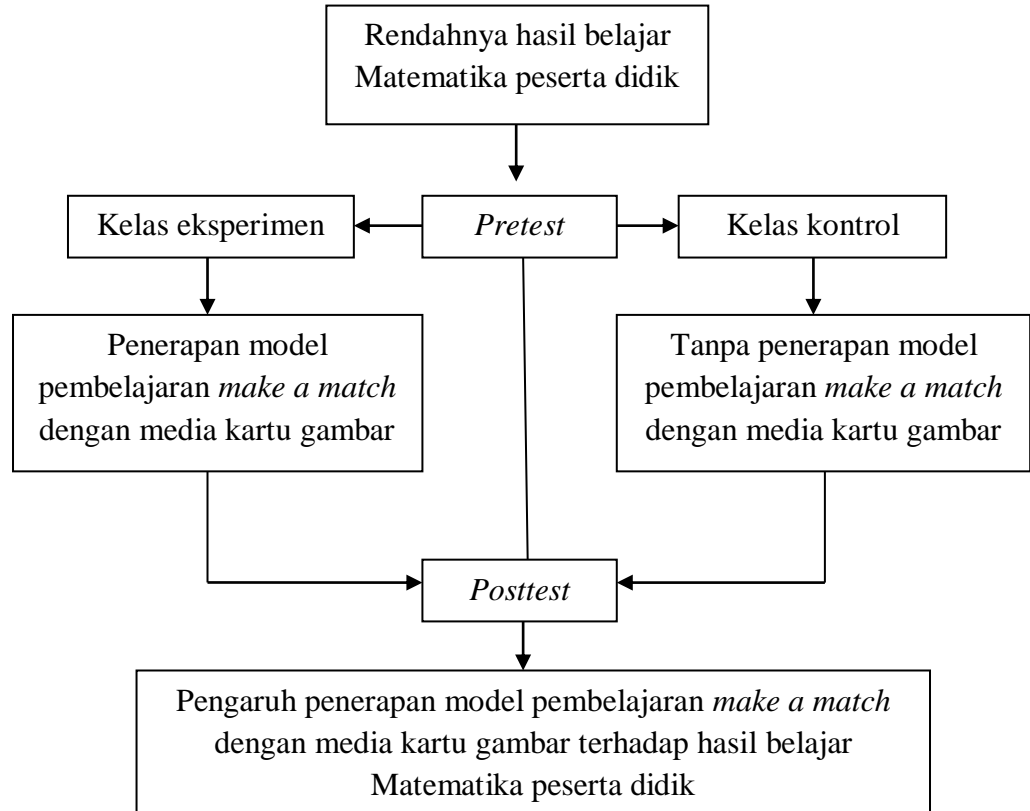 Rendahnya hasil belajar
Matematika peserta didik
Kelas eksperimen
Pretest
Kelas kontrol
Penerapan model
pembelajaran make a match
dengan media kartu gambar
Tanpa penerapan model
pembelajaran make a match
dengan media kartu gambar
Posttest
Pengaruh penerapan model pembelajaran make a match
dengan media kartu gambar terhadap hasil belajar
Matematika peserta didik